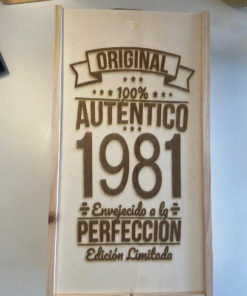 ORIGINAL
100%
AUTÉNTICO
1981
Envejecido a la
PERFECCIÓN
Edición Limitada